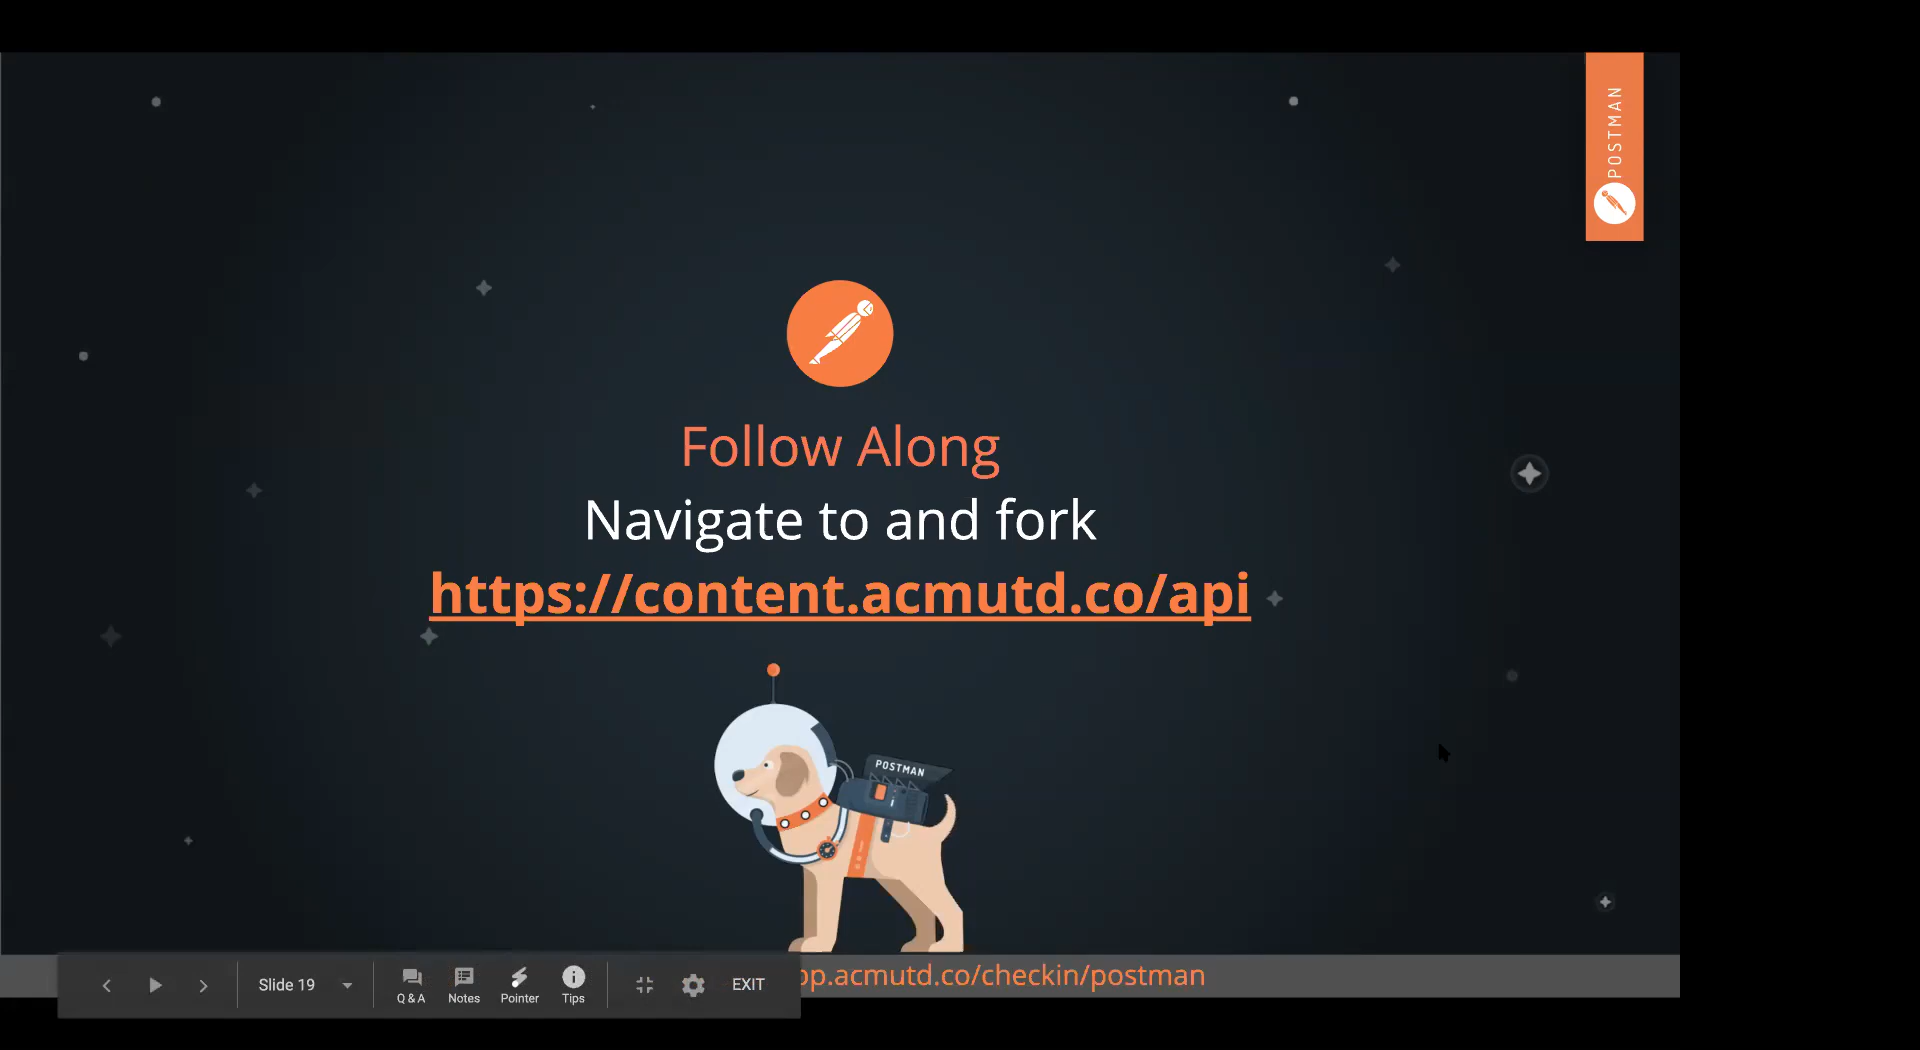 POSTMAN
Follow Along
Navigate to and fork
https://content.acmutd.co/api
POSTMAN
.acmutd.co/checkin/postman
Slide 19
Q & A
Notes
Pointer
Tips
EXIT